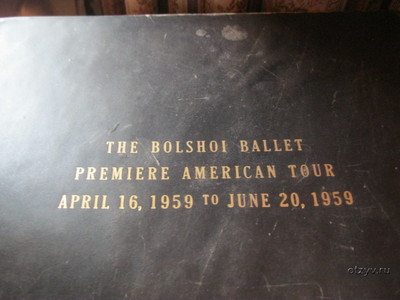 THE BOLSHOI BALLET
PREMIERE AMERICAN TOUR
APRIL 16, 1959 TO JUNE 20, 1959
otzyv.ru